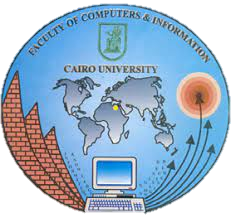 FACULTY OF COMPUTERS & INFORMATION
CAIRO UNIVERSITY